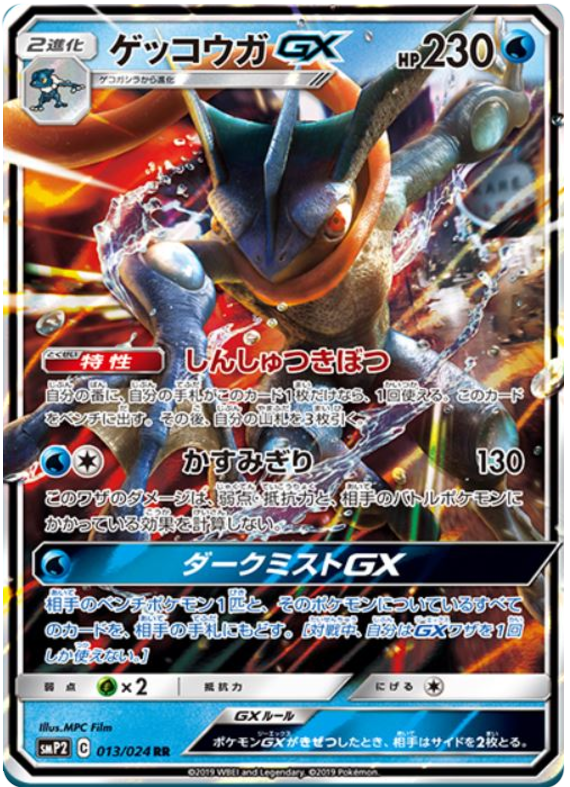 2進化 ゲッコウガGX HP230
ゲコガシラから進化
とくせい 特性 しんしゅつきぼつ
自分の番に、自分の手札がこのカード1枚だけなら、1回使える。このカード
をベンチに出す。その後、自分の山札を3枚引く。
かすみぎり 130
このワザのダメージは、弱点・抵抗力と、相手のバトルポケモンに
かかっている効果を計算しない。
ダークミストGX
相手のベンチポケモン1匹と、そのポケモンについているすべて
のカードを、相手の手札にもどす。[対戦中、自分はGXワザを1回
しか使えない。]
弱点 ×2 抵抗力 にげる
Illus.MPC Film
GXルール
SMP2 C 013/024 RR
ポケモンGXがきぜつしたとき、相手はサイドを2枚とる。
©2019 WBEI and Legendary. ©2019 Pokémon.